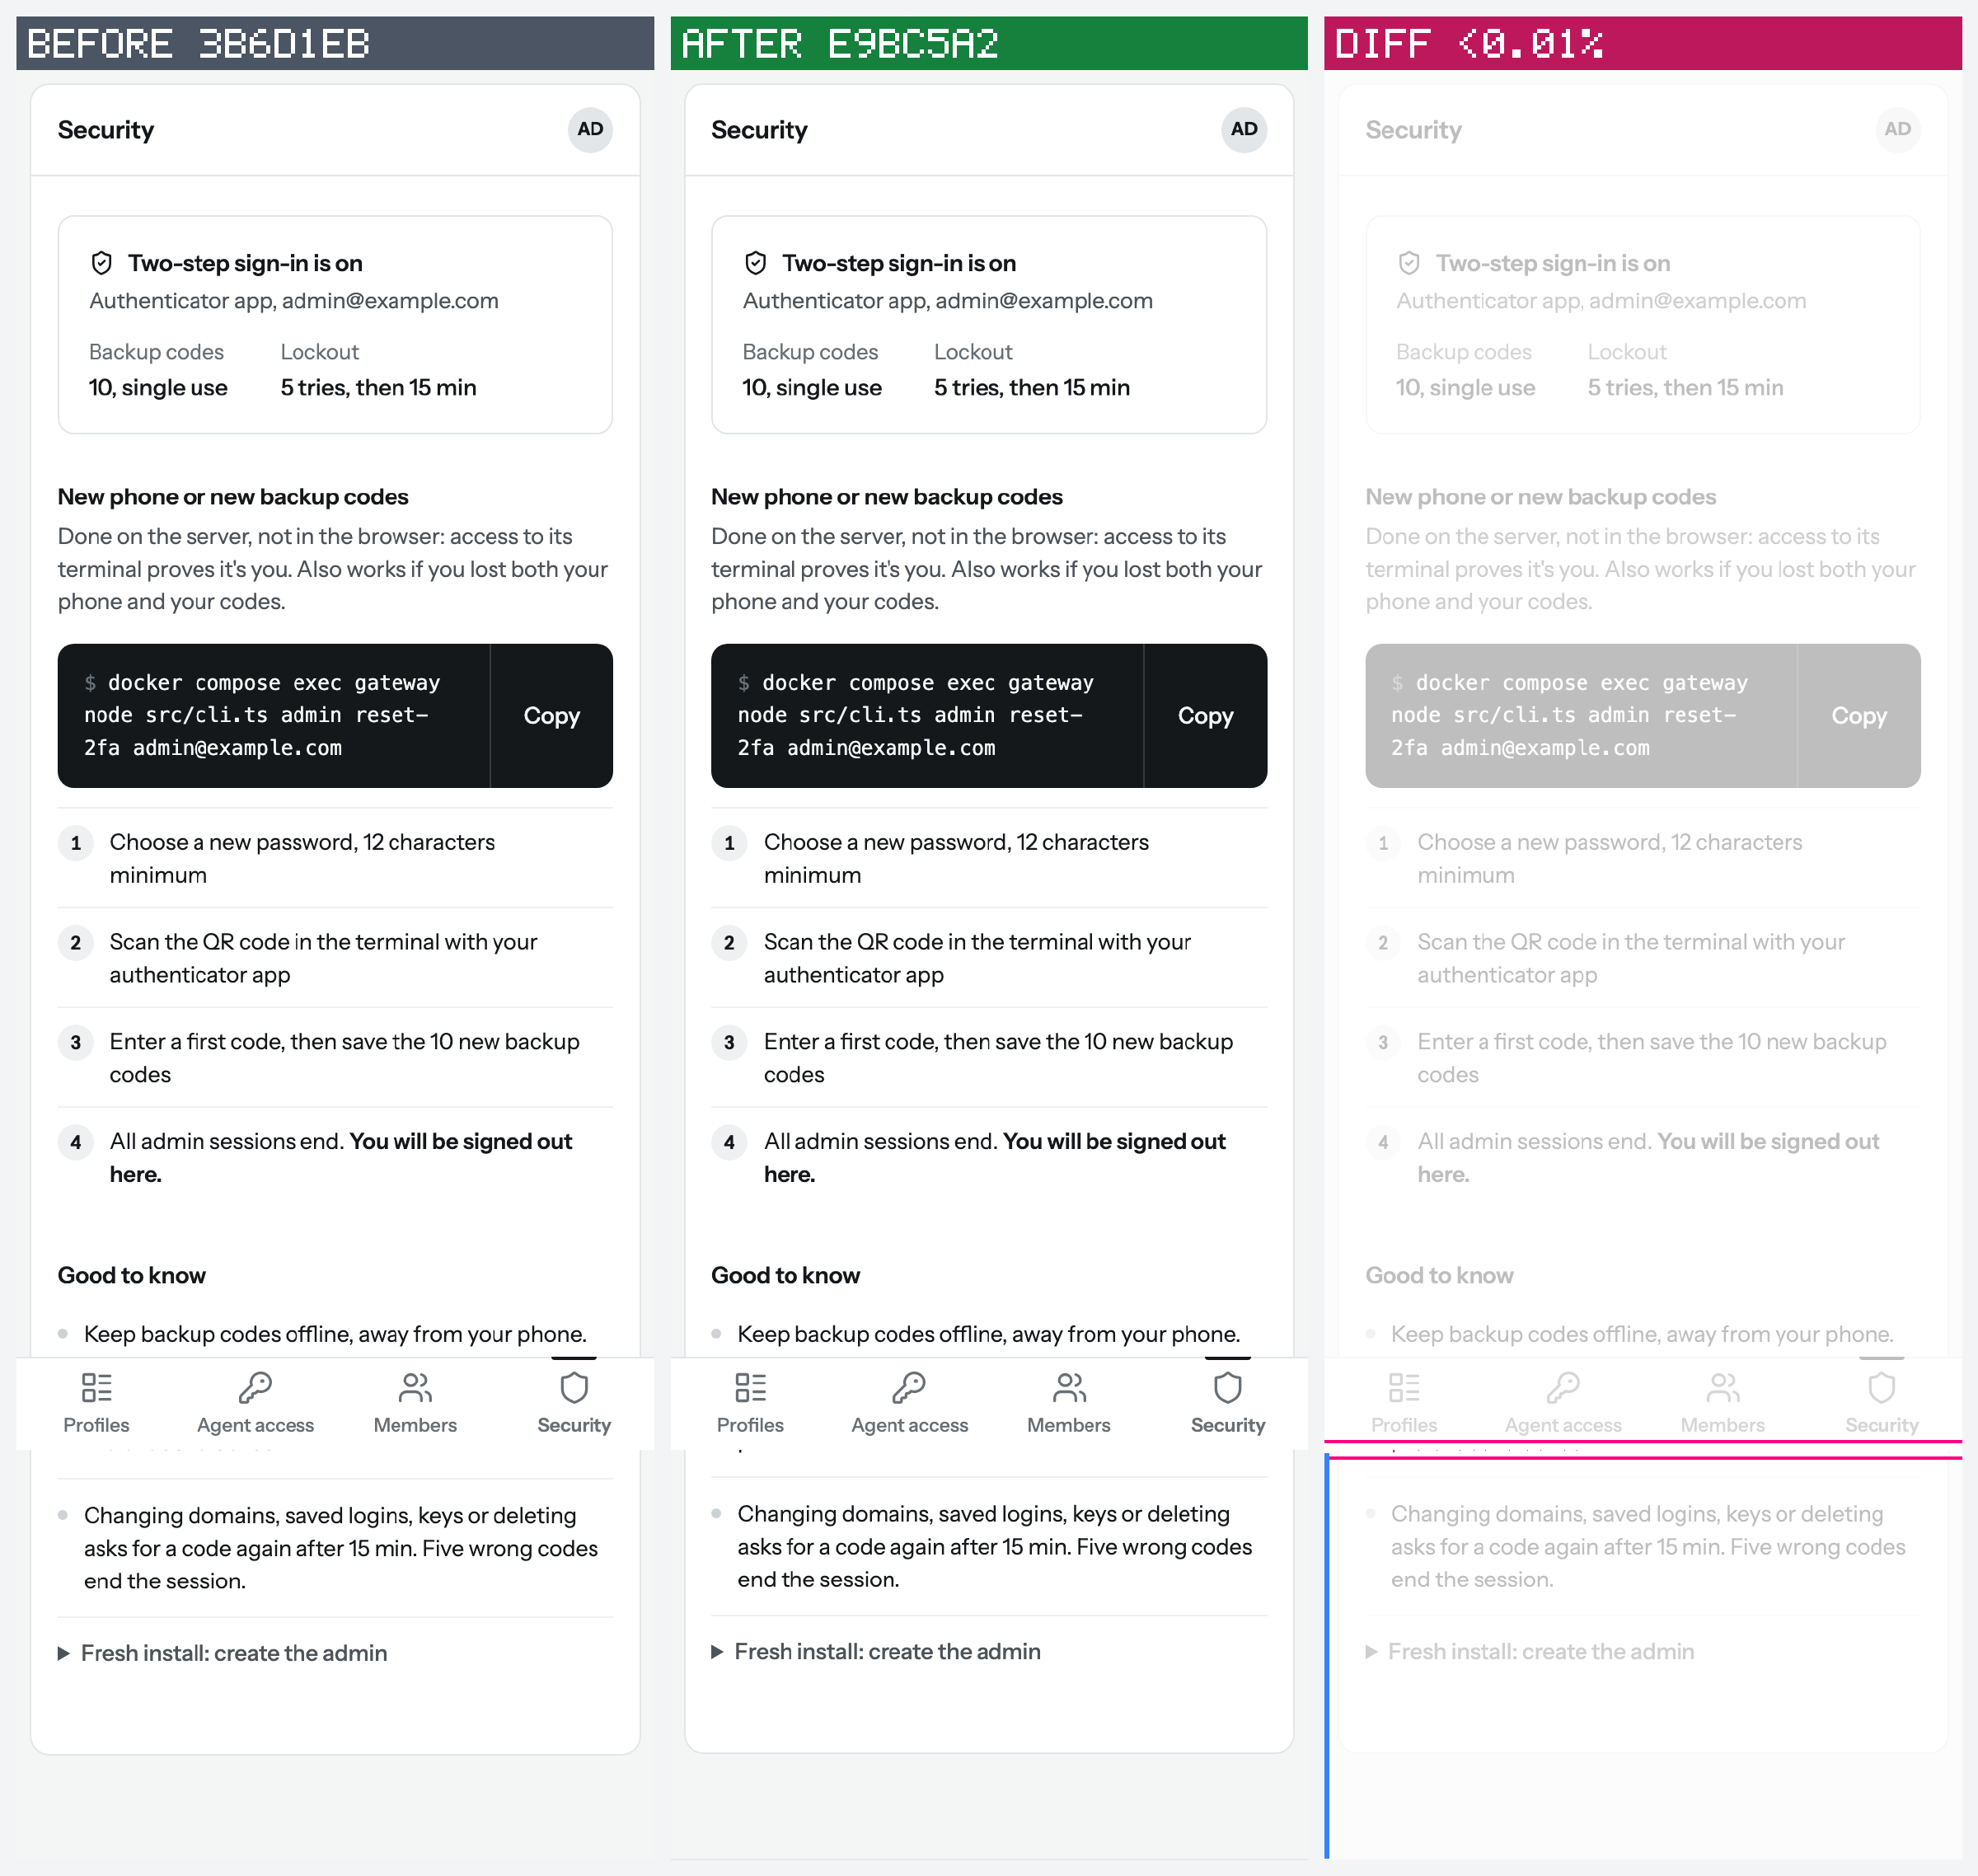 BEFORE 3B6D1EB
Security
AD
Two-step sign-in is on
Authenticator app, admin@example.com
Backup codes Lockout
10, single use 5 tries, then 15 min
New phone or new backup codes
Done on the server, not in the browser: access to its
terminal proves it's you. Also works if you lost both your
phone and your codes.
$ docker compose exec gateway
node src/cli.ts admin reset-
2fa admin@example.com
Copy
1 Choose a new password, 12 characters
minimum
2 Scan the QR code in the terminal with your
authenticator app
3 Enter a first code, then save the 10 new backup
codes
4 All admin sessions end. You will be signed out
here.
Good to know
Keep backup codes offline, away from your phone.
Profiles Agent access Members Security
Changing domains, saved logins, keys or deleting
asks for a code again after 15 min. Five wrong codes
end the session.
Fresh install: create the admin
AFTER E9BC5A2
Security
AD
Two-step sign-in is on
Authenticator app, admin@example.com
Backup codes Lockout
10, single use 5 tries, then 15 min
New phone or new backup codes
Done on the server, not in the browser: access to its
terminal proves it's you. Also works if you lost both your
phone and your codes.
$ docker compose exec gateway
node src/cli.ts admin reset-
2fa admin@example.com
Copy
1 Choose a new password, 12 characters
minimum
2 Scan the QR code in the terminal with your
authenticator app
3 Enter a first code, then save the 10 new backup
codes
4 All admin sessions end. You will be signed out
here.
Good to know
Keep backup codes offline, away from your phone.
Profiles Agent access Members Security
Changing domains, saved logins, keys or deleting
asks for a code again after 15 min. Five wrong codes
end the session.
Fresh install: create the admin
DIFF <0.01%
Security
AD
Two-step sign-in is on
Authenticator app, admin@example.com
Backup codes Lockout
10, single use 5 tries, then 15 min
New phone or new backup codes
Done on the server, not in the browser: access to its
terminal proves it's you. Also works if you lost both your
phone and your codes.
$ docker compose exec gateway
node src/cli.ts admin reset-
2fa admin@example.com
Copy
1 Choose a new password, 12 characters
minimum
2 Scan the QR code in the terminal with your
authenticator app
3 Enter a first code, then save the 10 new backup
codes
4 All admin sessions end. You will be signed out
here.
Good to know
Keep backup codes offline, away from your phone.
Profiles Agent access Members Security
Changing domains, saved logins, keys or deleting
asks for a code again after 15 min. Five wrong codes
end the session.
Fresh install: create the admin